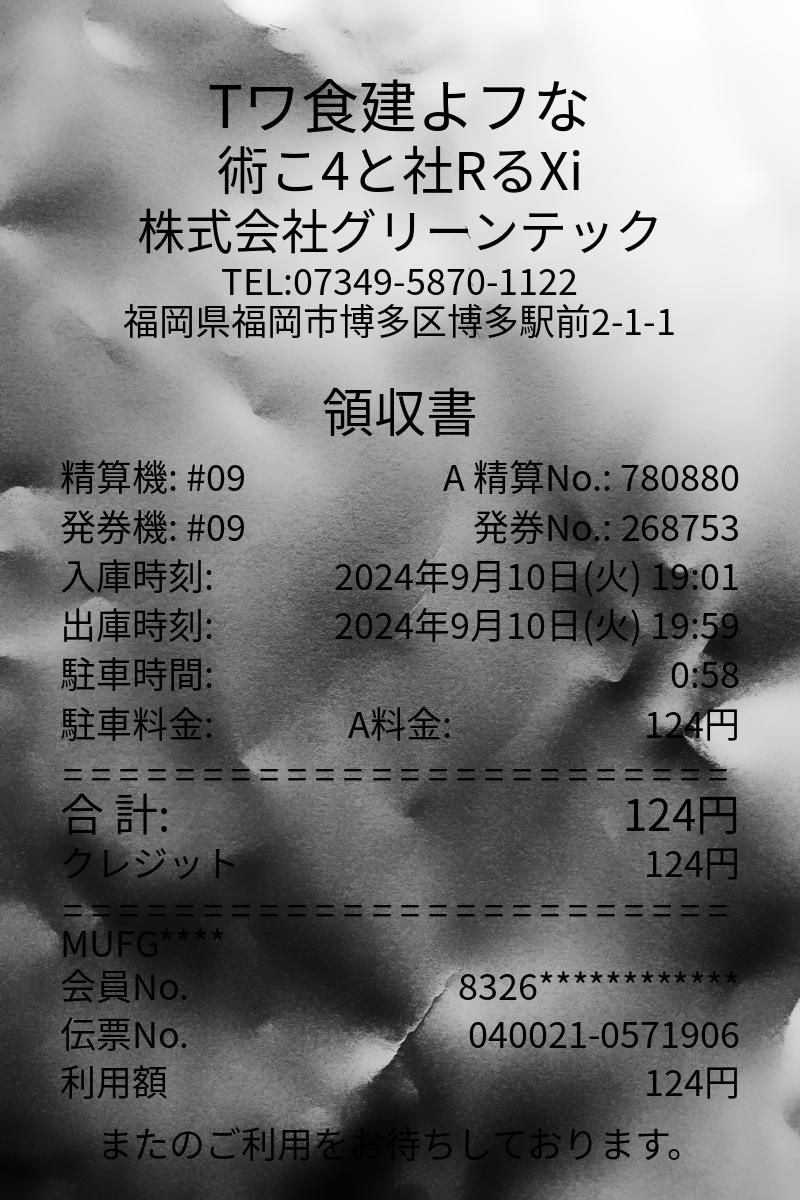 Tワ食建よフな
術こ4と社RるXi
株式会社グリーンテック
TEL:07349-5870-1122
福岡県福岡市博多区博多駅前2-1-1
領収書
精算機: #09 A 精算No.: 780880
発券機: #09 発券No.: 268753
入庫時刻: 2024年9月10日(火) 19:01
出庫時刻: 2024年9月10日(火) 19:59
駐車時間: 0:58
駐車料金: A料金: 124円
========================
合 計: 124円
クレジット 124円
========================
MUFG****
会員No. 8326************
伝票No. 040021-0571906
利用額 124円
またのご利用をお待ちしております。